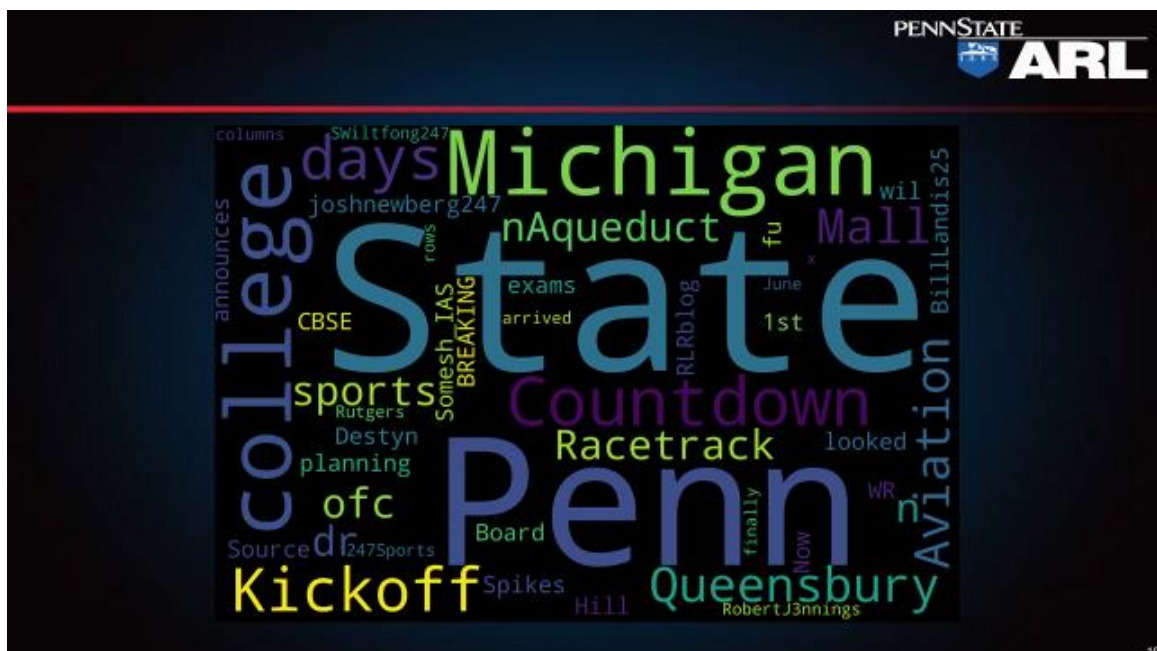 PENNSTATE
ARL
columns
SWiltfong247
days
Michigan
wil
college
joshnewberg247
BillLandis25
announces
rows
nAqueduct
fu
Mall
State
x
exams
June
CBSE
Somesh IAS
BREAKING
arrived
RLRblog
1st
sports
Countdown
Rutgers
Destyn
Racetrack
looked
Aviation
planning
Penn
ofc
WR
n
Board
finally
Now
Source
dr
247Sports
Kickoff
Spikes
Hill
Queensbury
RobertJ3nnings